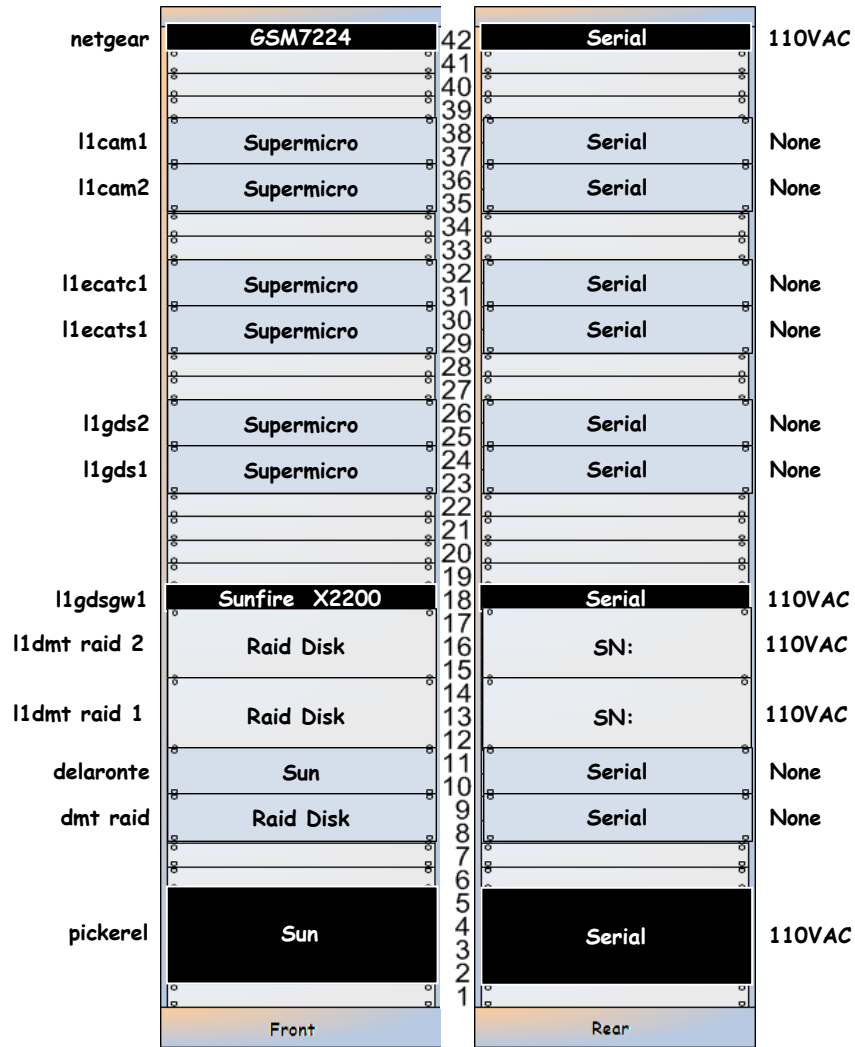 netgear GSM7224 42 Serial 110VAC
41
40
39
l1cam1 Supermicro 38 Serial None
37
l1cam2 Supermicro 36 Serial None
35
34
33
l1ecatc1 Supermicro 32 Serial None
31
l1ecats1 Supermicro 30 Serial None
29
28
27
l1gds2 Supermicro 26 Serial None
25
l1gds1 Supermicro 24 Serial None
23
22
21
20
19
l1gdsgw1 Sunfire X2200 18 Serial 110VAC
17
l1dmt raid 2 Raid Disk 16 SN: 110VAC
15
14
l1dmt raid 1 Raid Disk 13 SN: 110VAC
12
delaronte Sun 11 Serial None
10
dmt raid Raid Disk 9 Serial None
8
7
6
5
pickerel Sun 4 Serial 110VAC
3
2
1
Front Rear